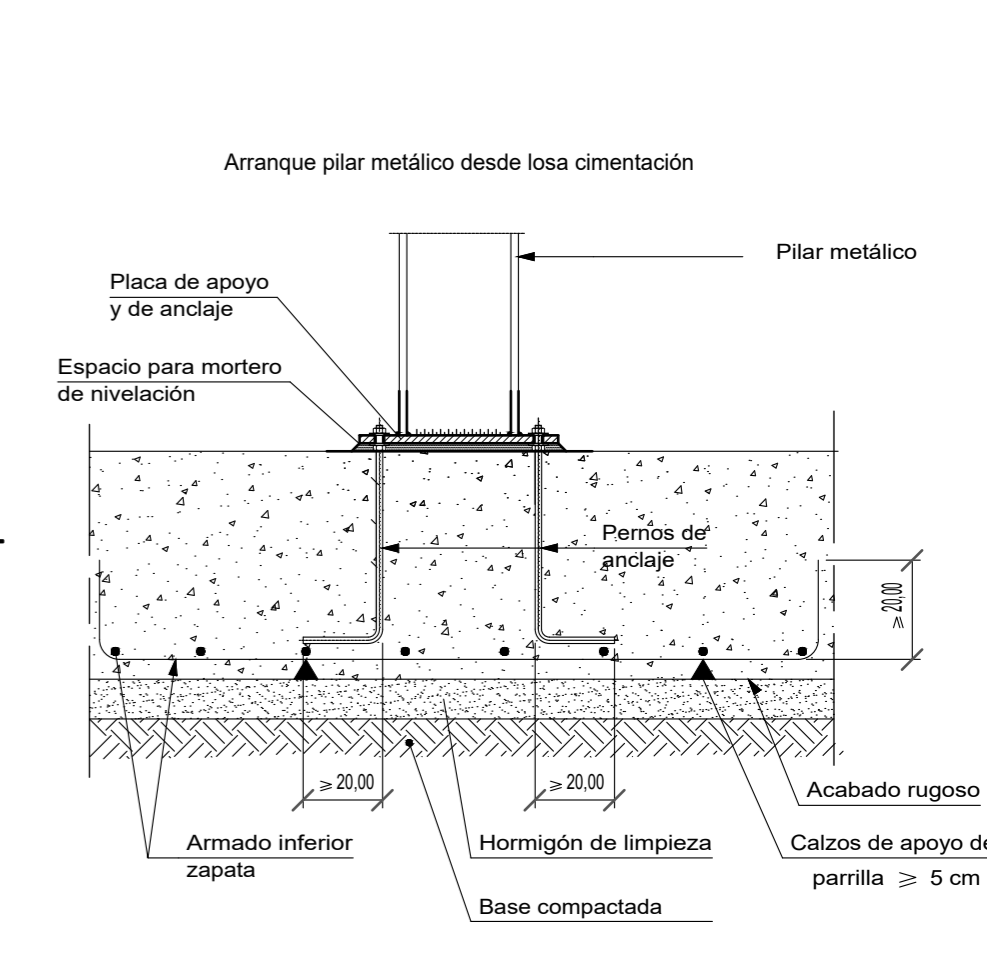 Arranque pilar metálico desde losa cimentación
Pilar metálico
Placa de apoyo
y de anclaje
Espacio para mortero
de nivelación
Pernos de
anclaje
≥ 20,00
≥ 20,00
≥ 20,00
Acabado rugoso
Armado inferior
zapata
Hormigón de limpieza
Calzos de apoyo de
parrilla ≥ 5 cm
Base compactada